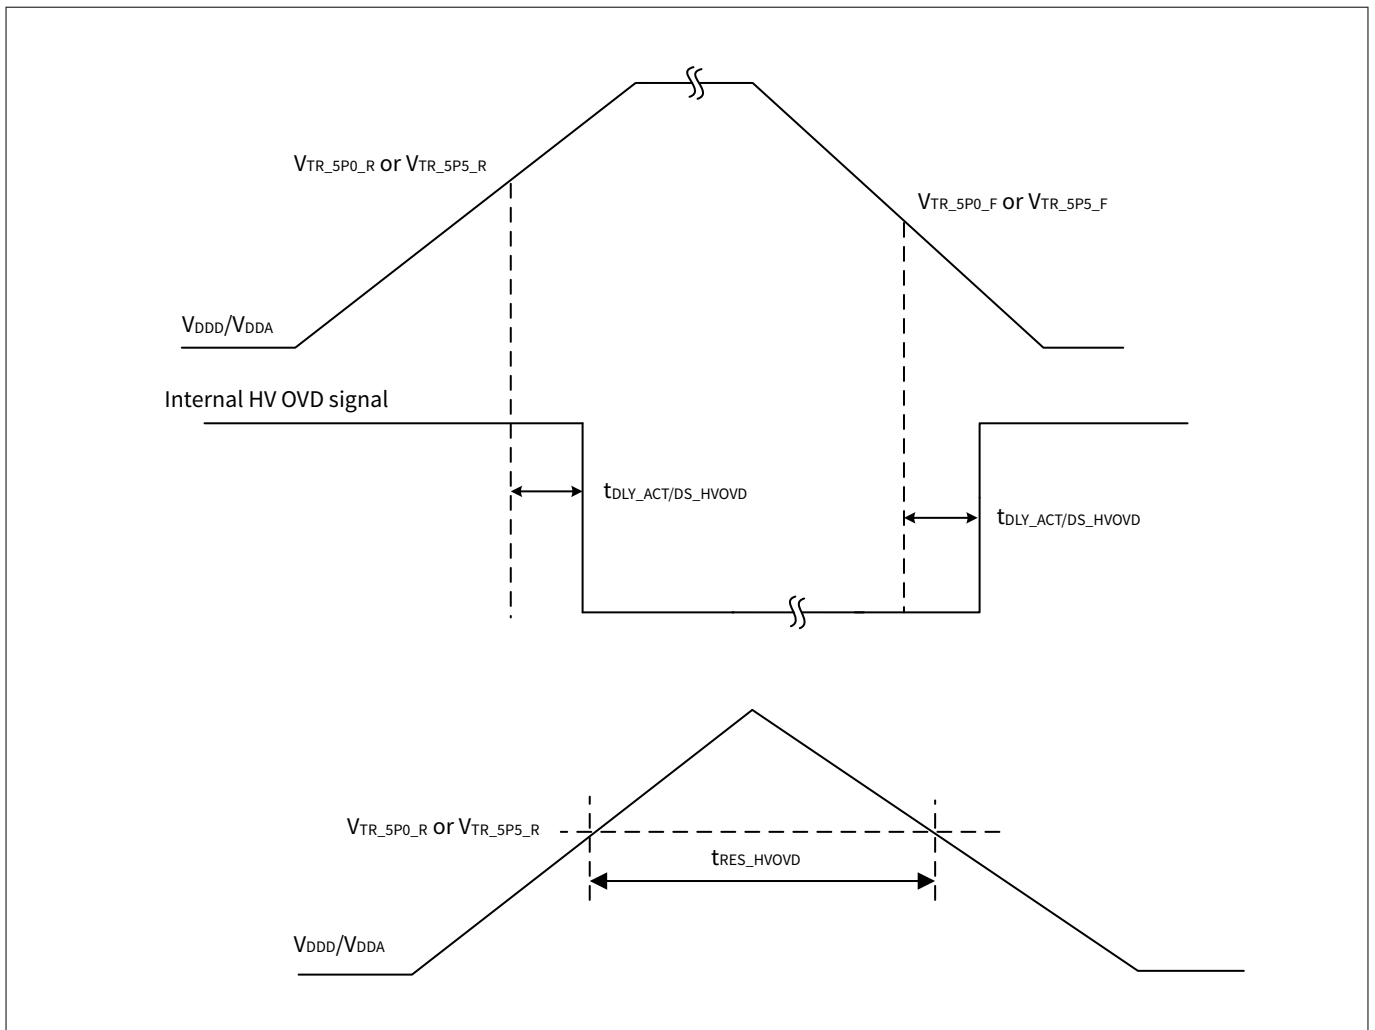 VTR_5P0_R or VTR_5P5_R
VTR_5P0_F or VTR_5P5_F
VDDD/VDDA
Internal HV OVD signal
tDLY_ACT/DS_HVOVD
tDLY_ACT/DS_HVOVD
VTR_5P0_R or VTR_5P5_R
tRES_HVOVD
VDDD/VDDA